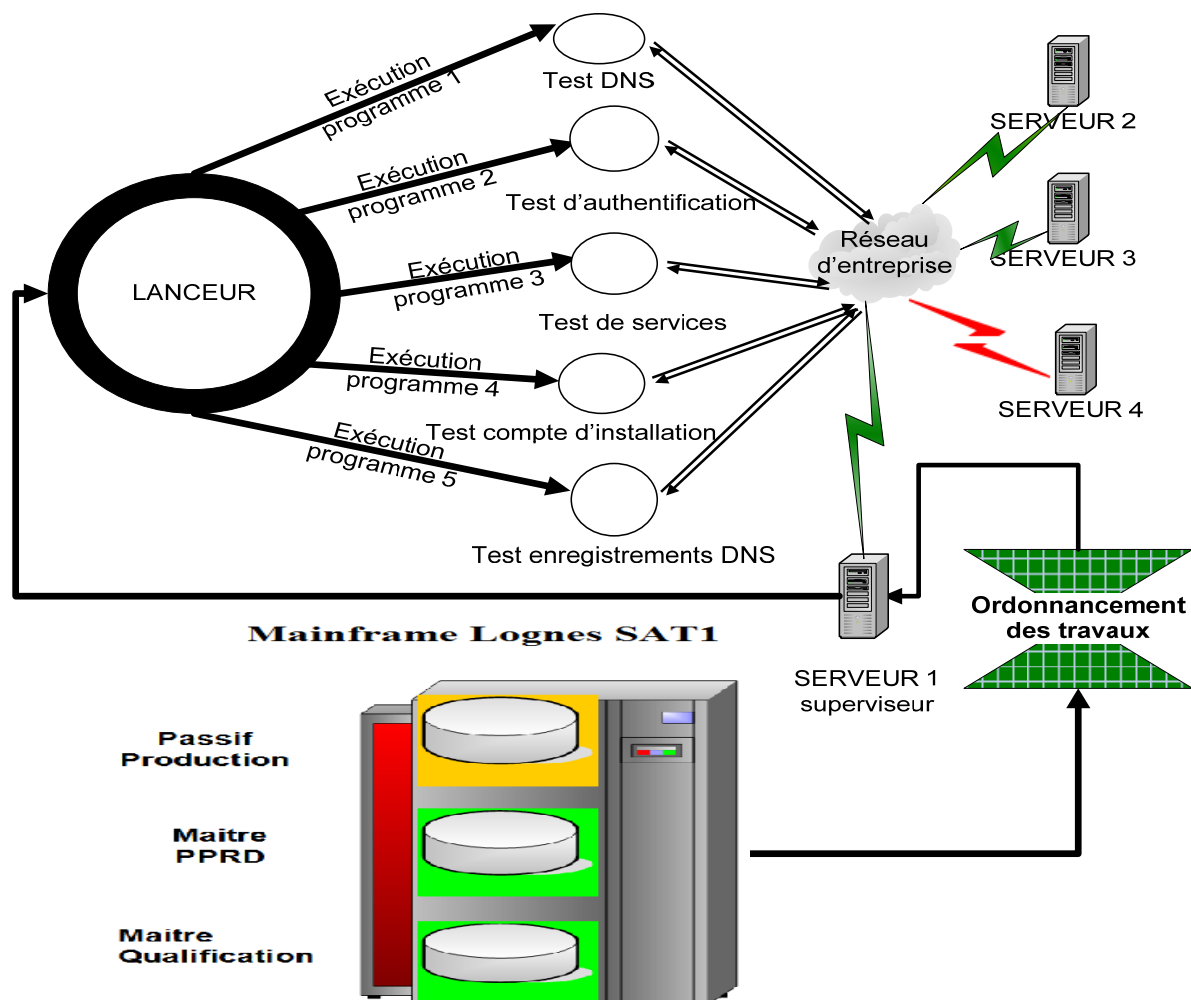 Exécution
programme 1
Test DNS
SERVEUR 2
Exécution
programme 2
Test d'authentification
Réseau
d'entreprise
SERVEUR 3
LANCEUR
Exécution
programme 3
Test de services
Exécution
programme 4
SERVEUR 4
Test compte d'installation
Exécution
programme 5
Test enregistrements DNS
Ordonnancement
des travaux
Mainframe Lognes SAT1
SERVEUR 1
superviseur
Passif
Production
Maitre
PPRD
Maitre
Qualification